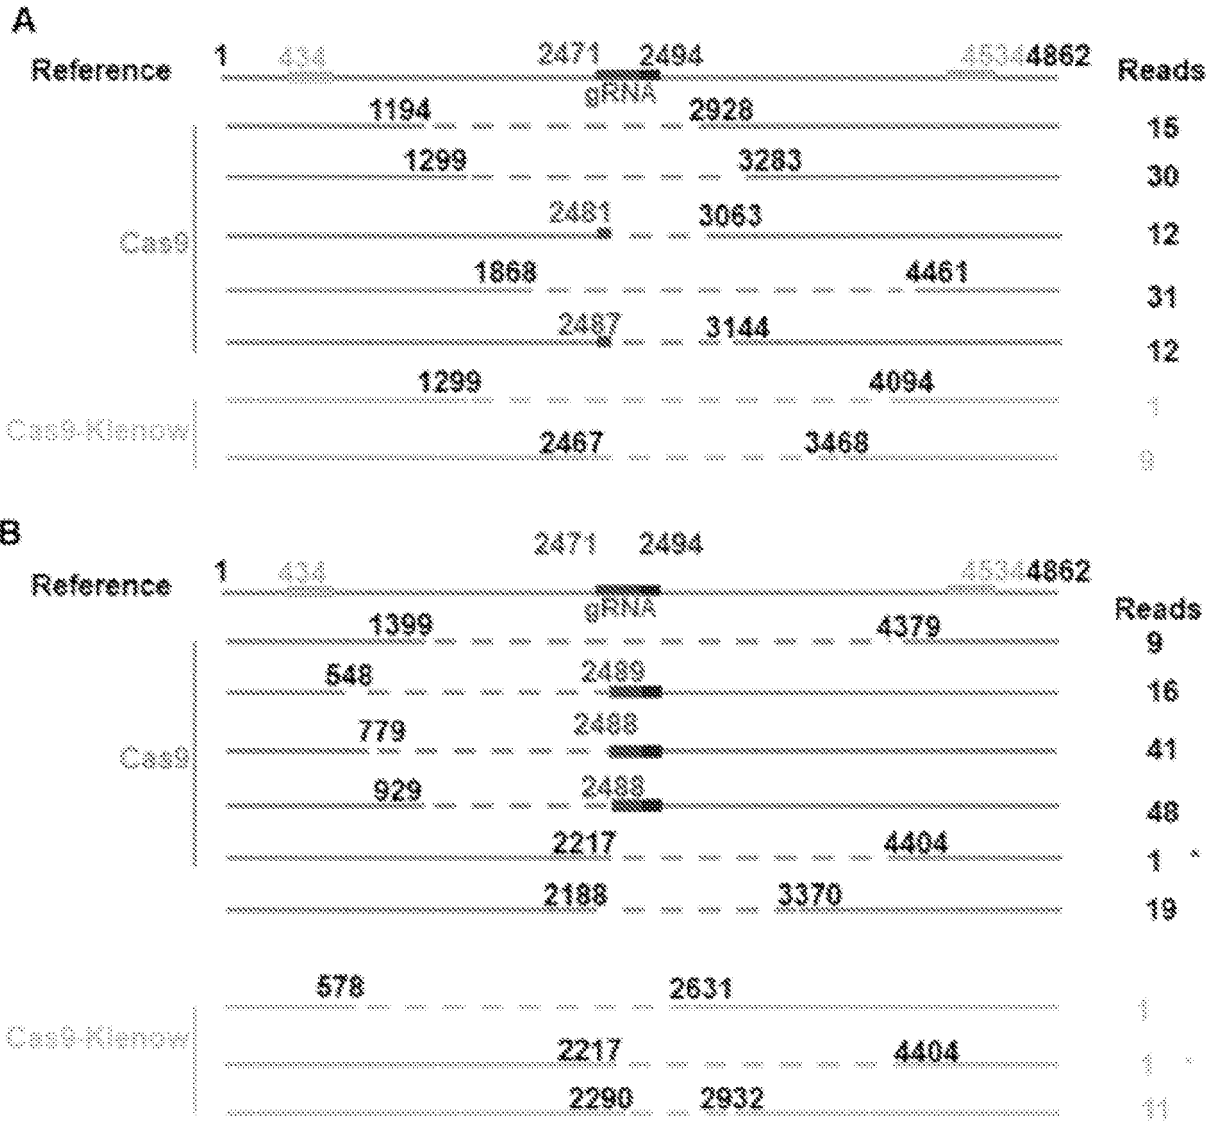 A
Reference 1 434 2471 2494 4534 4862 Reads
gRNA
1194 2928 15
1299 3283 30
Cas9 2481 3063 12
1868 4461 31
2487 3144 12
1299 4094 1
Cas9-Klenow
2467 3468 9
B
2471 2494
Reference 1 434 4534 4862
gRNA Reads
1399 4379 9
548 2489 16
779 2488 41
Cas9
929 2488 48
2217 4404 1 *
2188 3370 19
578 2631 1
Cas9-Klenow
2217 4404 1 *
2290 2932 11